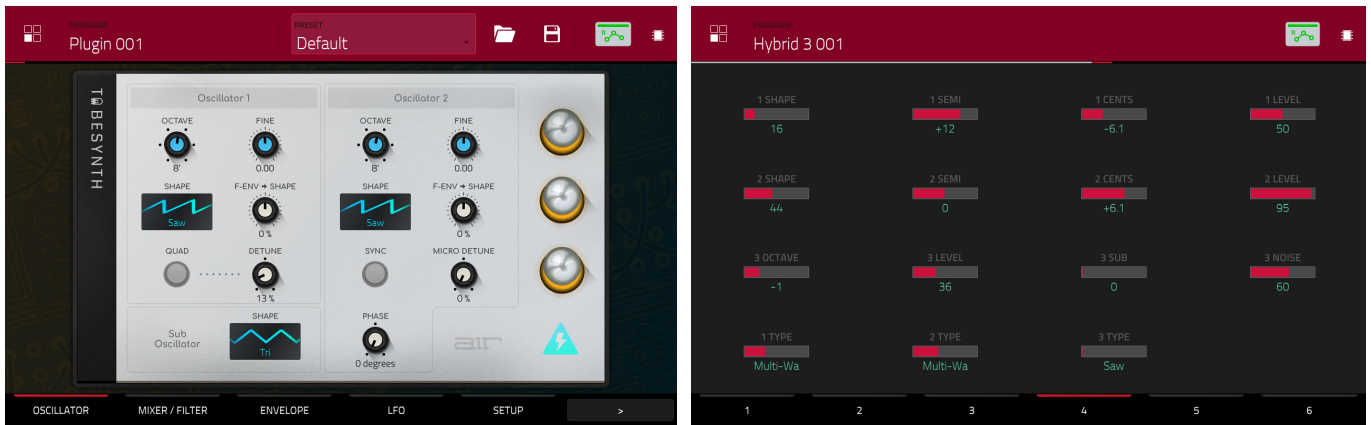 PROGRAM
Plugin 001
PRESET
Default
TUBESYNTH
Oscillator 1
Oscillator 2
OCTAVE FINE OCTAVE FINE
8' 0.00 8' 0.00
SHAPE F-ENV ➔ SHAPE SHAPE F-ENV ➔ SHAPE
Saw 0 % Saw 0 %
QUAD DETUNE SYNC MICRO DETUNE
13 % 0 %
Sub
Oscillator
SHAPE
Tri
PHASE
0 degrees
air
OSCILLATOR MIXER / FILTER ENVELOPE LFO SETUP >
PROGRAM
Hybrid 3 001
1 SHAPE 1 SEMI 1 CENTS 1 LEVEL
16 +12 -6.1 50
2 SHAPE 2 SEMI 2 CENTS 2 LEVEL
44 0 +6.1 95
3 OCTAVE 3 LEVEL 3 SUB 3 NOISE
-1 36 0 60
1 TYPE 2 TYPE 3 TYPE
Multi-Wa Multi-Wa Saw
1 2 3 4 5 6